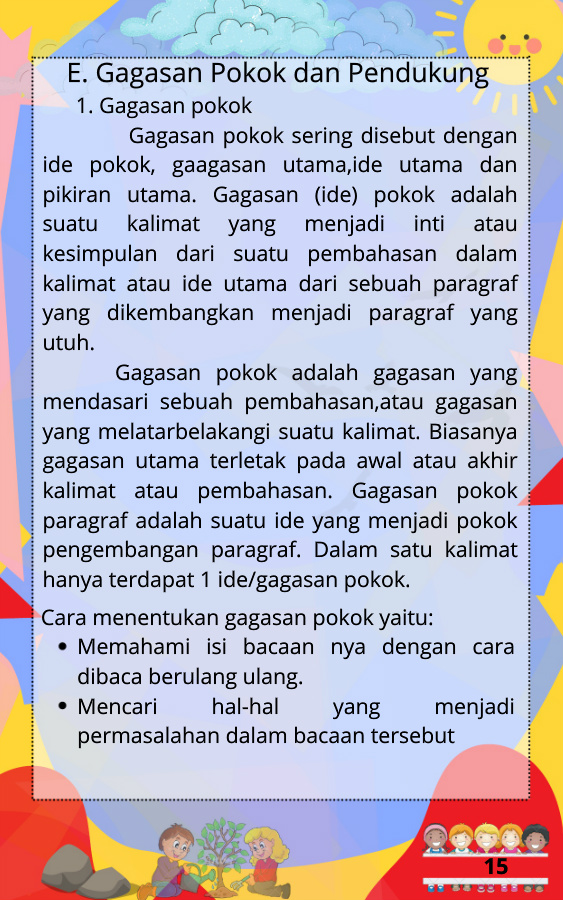 E. Gagasan Pokok dan Pendukung
1. Gagasan pokok
Gagasan pokok sering disebut dengan
ide pokok, gaagasan utama,ide utama dan
pikiran utama. Gagasan (ide) pokok adalah
suatu kalimat yang menjadi inti atau
kesimpulan dari suatu pembahasan dalam
kalimat atau ide utama dari sebuah paragraf
yang dikembangkan menjadi paragraf yang
utuh.
Gagasan pokok adalah gagasan yang
mendasari sebuah pembahasan,atau gagasan
yang melatarbelakangi suatu kalimat. Biasanya
gagasan utama terletak pada awal atau akhir
kalimat atau pembahasan. Gagasan pokok
paragraf adalah suatu ide yang menjadi pokok
pengembangan paragraf. Dalam satu kalimat
hanya terdapat 1 ide/gagasan pokok.
Cara menentukan gagasan pokok yaitu:
• Memahami isi bacaan nya dengan cara
dibaca berulang ulang.
• Mencari hal-hal yang menjadi
permasalahan dalam bacaan tersebut
15